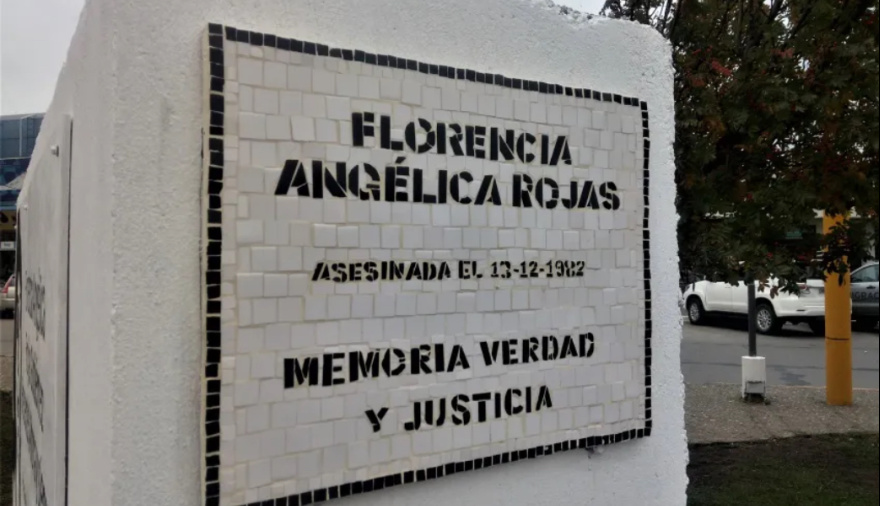 FLORENCIA
ANGÉLICA ROJAS
ASESINADA EL 13-12-1982
MEMORIA VERDAD
Y JUSTICIA